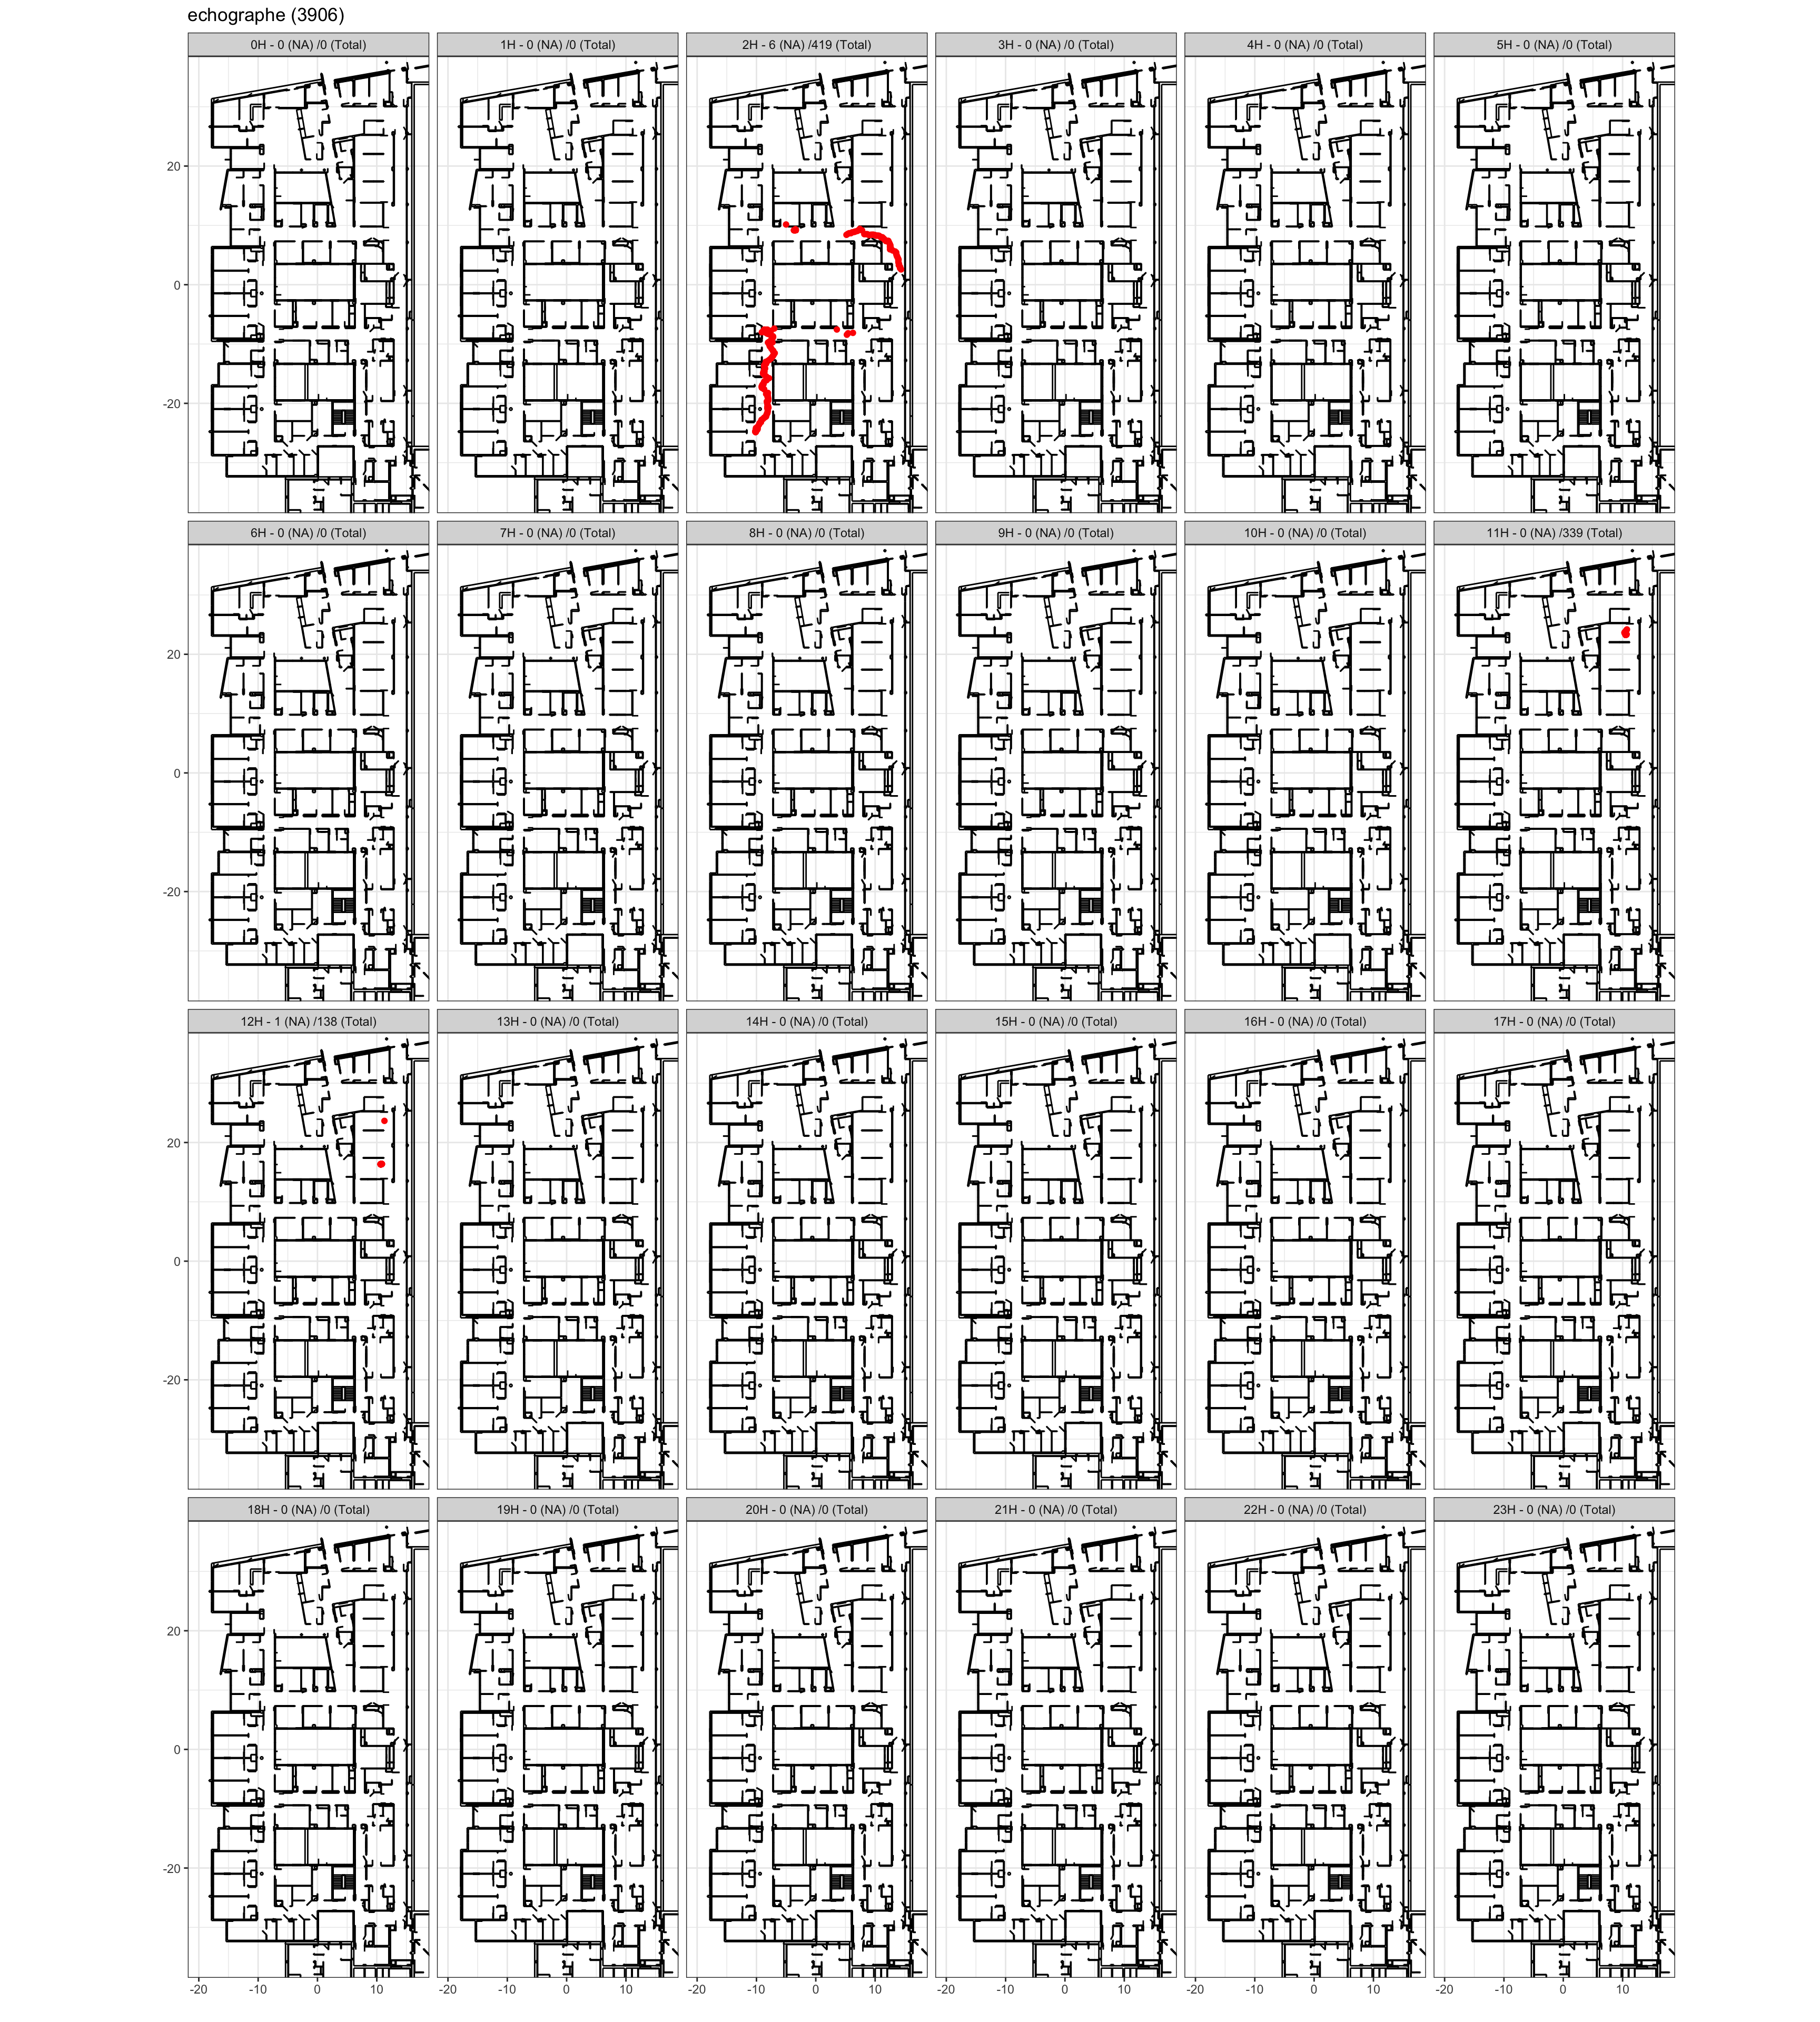 echographe (3906)
0H - 0 (NA) /0 (Total) 1H - 0 (NA) /0 (Total) 2H - 6 (NA) /419 (Total) 3H - 0 (NA) /0 (Total) 4H - 0 (NA) /0 (Total) 5H - 0 (NA) /0 (Total)
20
0
-20
6H - 0 (NA) /0 (Total) 7H - 0 (NA) /0 (Total) 8H - 0 (NA) /0 (Total) 9H - 0 (NA) /0 (Total) 10H - 0 (NA) /0 (Total) 11H - 0 (NA) /339 (Total)
20
0
-20
12H - 1 (NA) /138 (Total) 13H - 0 (NA) /0 (Total) 14H - 0 (NA) /0 (Total) 15H - 0 (NA) /0 (Total) 16H - 0 (NA) /0 (Total) 17H - 0 (NA) /0 (Total)
20
0
-20
18H - 0 (NA) /0 (Total) 19H - 0 (NA) /0 (Total) 20H - 0 (NA) /0 (Total) 21H - 0 (NA) /0 (Total) 22H - 0 (NA) /0 (Total) 23H - 0 (NA) /0 (Total)
20
0
-20
-20 -10 0 10 -20 -10 0 10 -20 -10 0 10 -20 -10 0 10 -20 -10 0 10 -20 -10 0 10